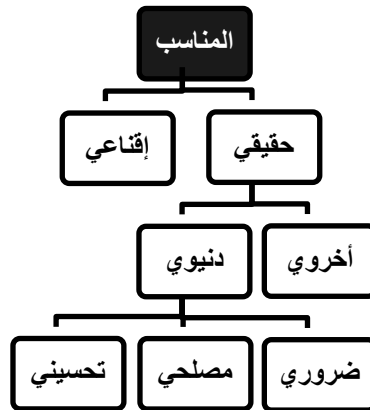 المناسب
حقيقي
إقناعي
أخروي
دنيوي
ضروري
مصلحي
تحسيني